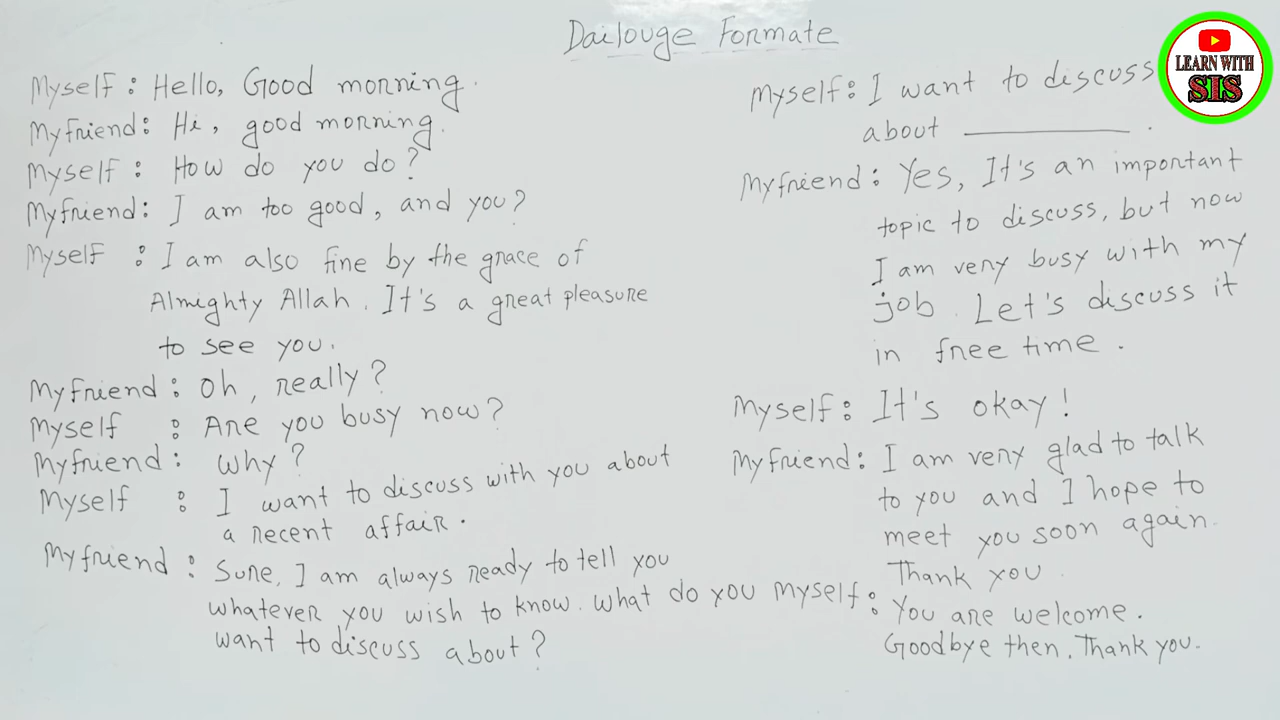 Dailouge Formate
Myself : Hello, Good morning.
Myfriend : Hi, good morning.
Myself : How do you do?
Myfriend : I am too good, and you?
Myself : I am also fine by the grace of
Almighty Allah. It's a great pleasure
to see you.
Myfriend : Oh, really?
Myself : Are you busy now?
Myfriend : Why?
Myself : I want to discuss with you about
a recent affair.
Myfriend : Sure, I am always ready to tell you
whatever you wish to know. What do you
want to discuss about?
Myself : I want to discuss
about ____________ .
Myfriend : Yes, It's an important
topic to discuss, but now
I am very busy with my
job. Let's discuss it
in free time.
Myself : It's okay!
Myfriend : I am very glad to talk
to you and I hope to
meet you soon again.
Thank you.
Myself : You are welcome.
Goodbye then. Thank you.
LEARN WITH
SIS